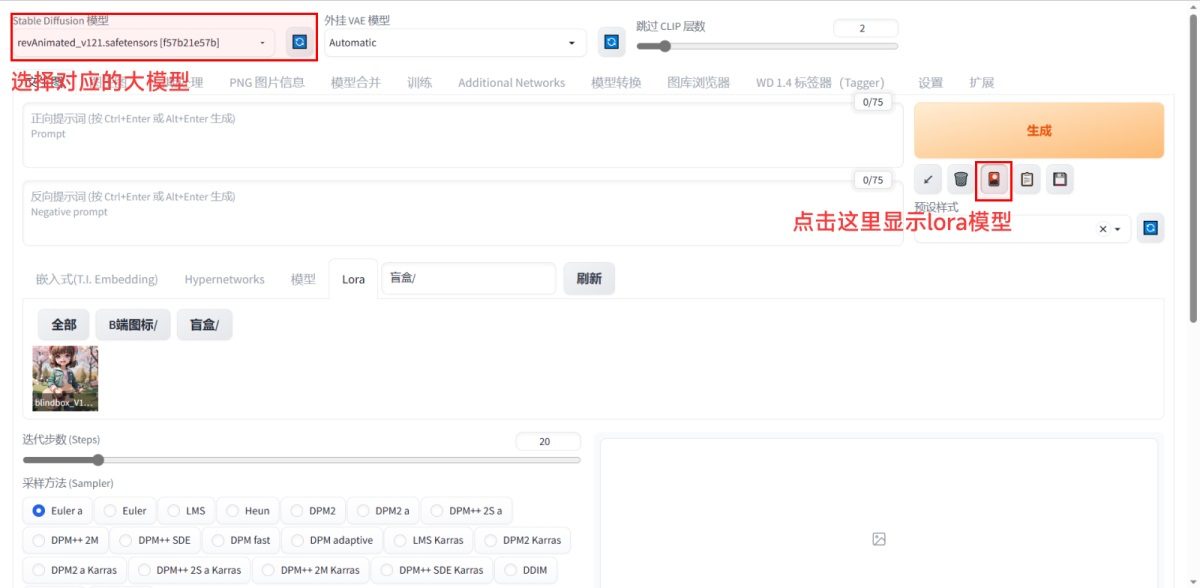 Stable Diffusion 模型
外挂 VAE 模型
跳过 CLIP 层数
2
revAnimated_v121.safetensors [f57b21e57b]
Automatic
选择对应的大模型
PNG 图片信息
模型合并
训练
Additional Networks
模型转换
图库浏览器
WD 1.4 标签器 (Tagger)
设置
扩展
0/75
正向提示词 (按 Ctrl+Enter 或 Alt+Enter 生成)
Prompt
生成
0/75
反向提示词 (按 Ctrl+Enter 或 Alt+Enter 生成)
Negative prompt
预设样式
点击这里显示lora模型
嵌入式(T.I. Embedding)
Hypernetworks
模型
Lora
盲盒/
刷新
全部
B端图标/
盲盒/
blindbox_V1...
迭代步数 (Steps)
20
采样方法 (Sampler)
Euler a
Euler
LMS
Heun
DPM2
DPM2 a
DPM++ 2S a
DPM++ 2M
DPM++ SDE
DPM fast
DPM adaptive
LMS Karras
DPM2 Karras
DPM2 a Karras
DPM++ 2S a Karras
DPM++ 2M Karras
DPM++ SDE Karras
DDIM